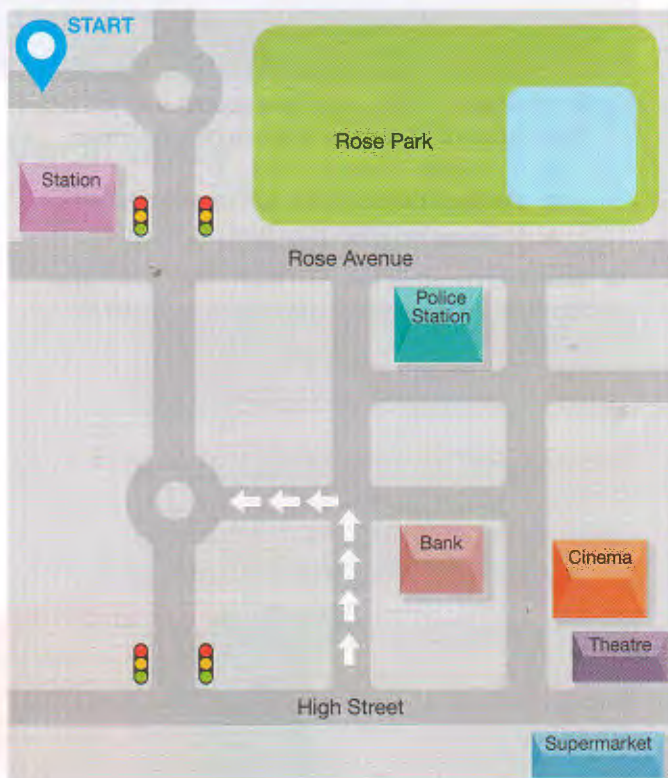 START
Rose Park
Station
Rose Avenue
Police
Station
Bank
Cinema
Theatre
High Street
Supermarket